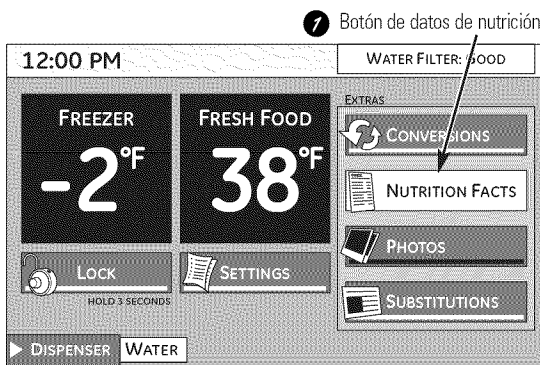 1 Botón de datos de nutrición
12:00 PM
WATER FILTER: GOOD
EXTRAS
FREEZER
-2°F
FRESH FOOD
38°F
CONVERSIONS
NUTRITION FACTS
PHOTOS
SUBSTITUTIONS
LOCK
HOLD 3 SECONDS
SETTINGS
DISPENSER
WATER